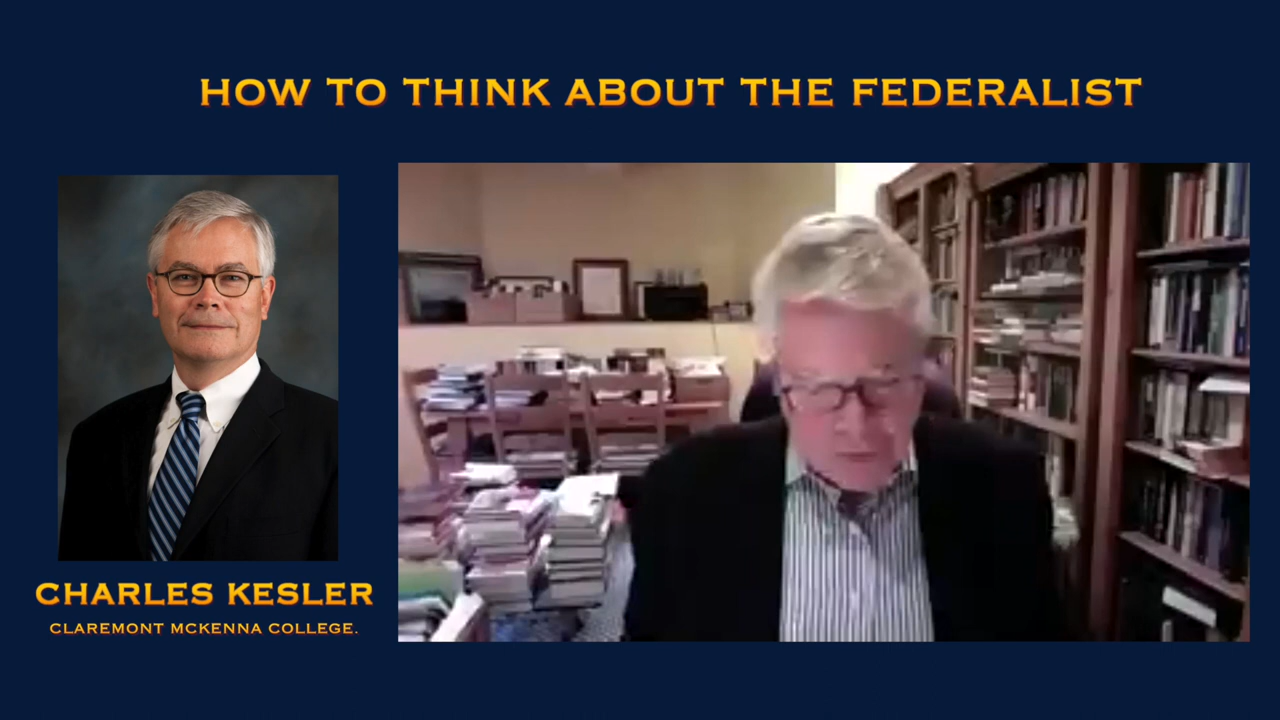 HOW TO THINK ABOUT THE FEDERALIST
CHARLES KESLER
CLAREMONT MCKENNA COLLEGE.